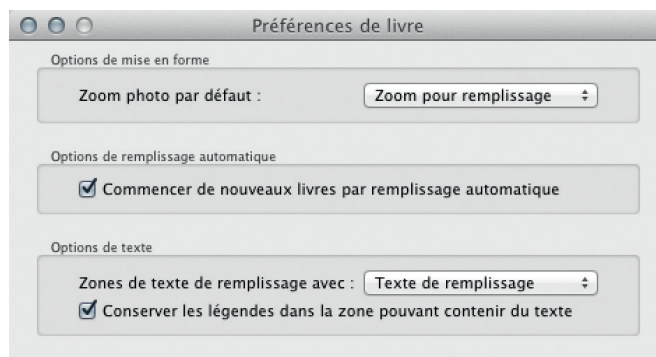 Préférences de livre
Options de mise en forme
Zoom photo par défaut : Zoom pour remplissage
Options de remplissage automatique
Commencer de nouveaux livres par remplissage automatique
Options de texte
Zones de texte de remplissage avec : Texte de remplissage
Conserver les légendes dans la zone pouvant contenir du texte